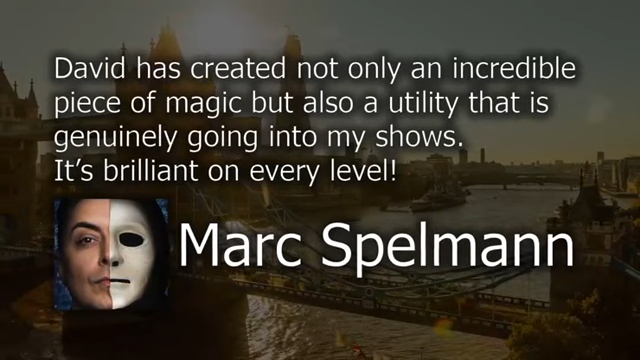 David has created not only an incredible
piece of magic but also a utility that is
genuinely going into my shows.
It's brilliant on every level!
Marc Spelmann